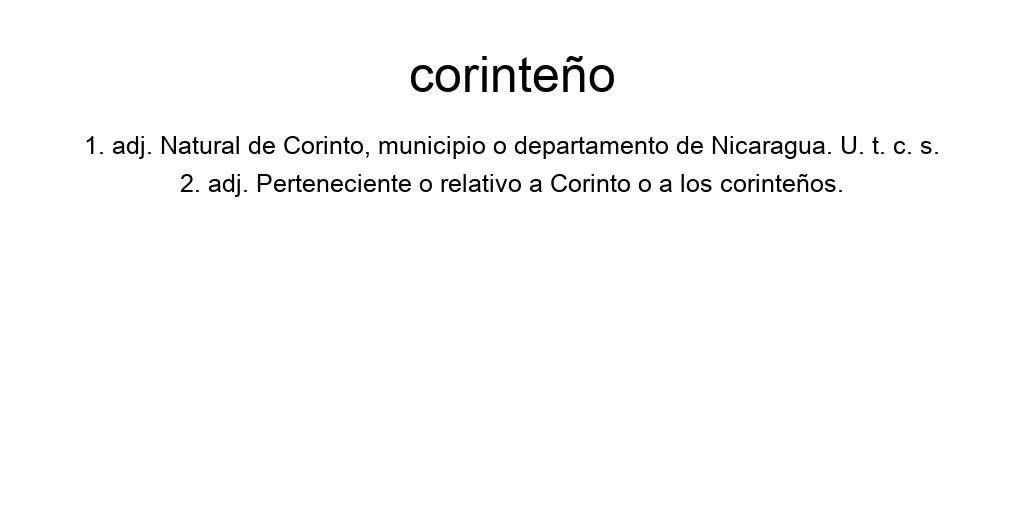 corinteño
1. adj. Natural de Corinto, municipio o departamento de Nicaragua. U. t. c. s.
2. adj. Perteneciente o relativo a Corinto o a los corinteños.